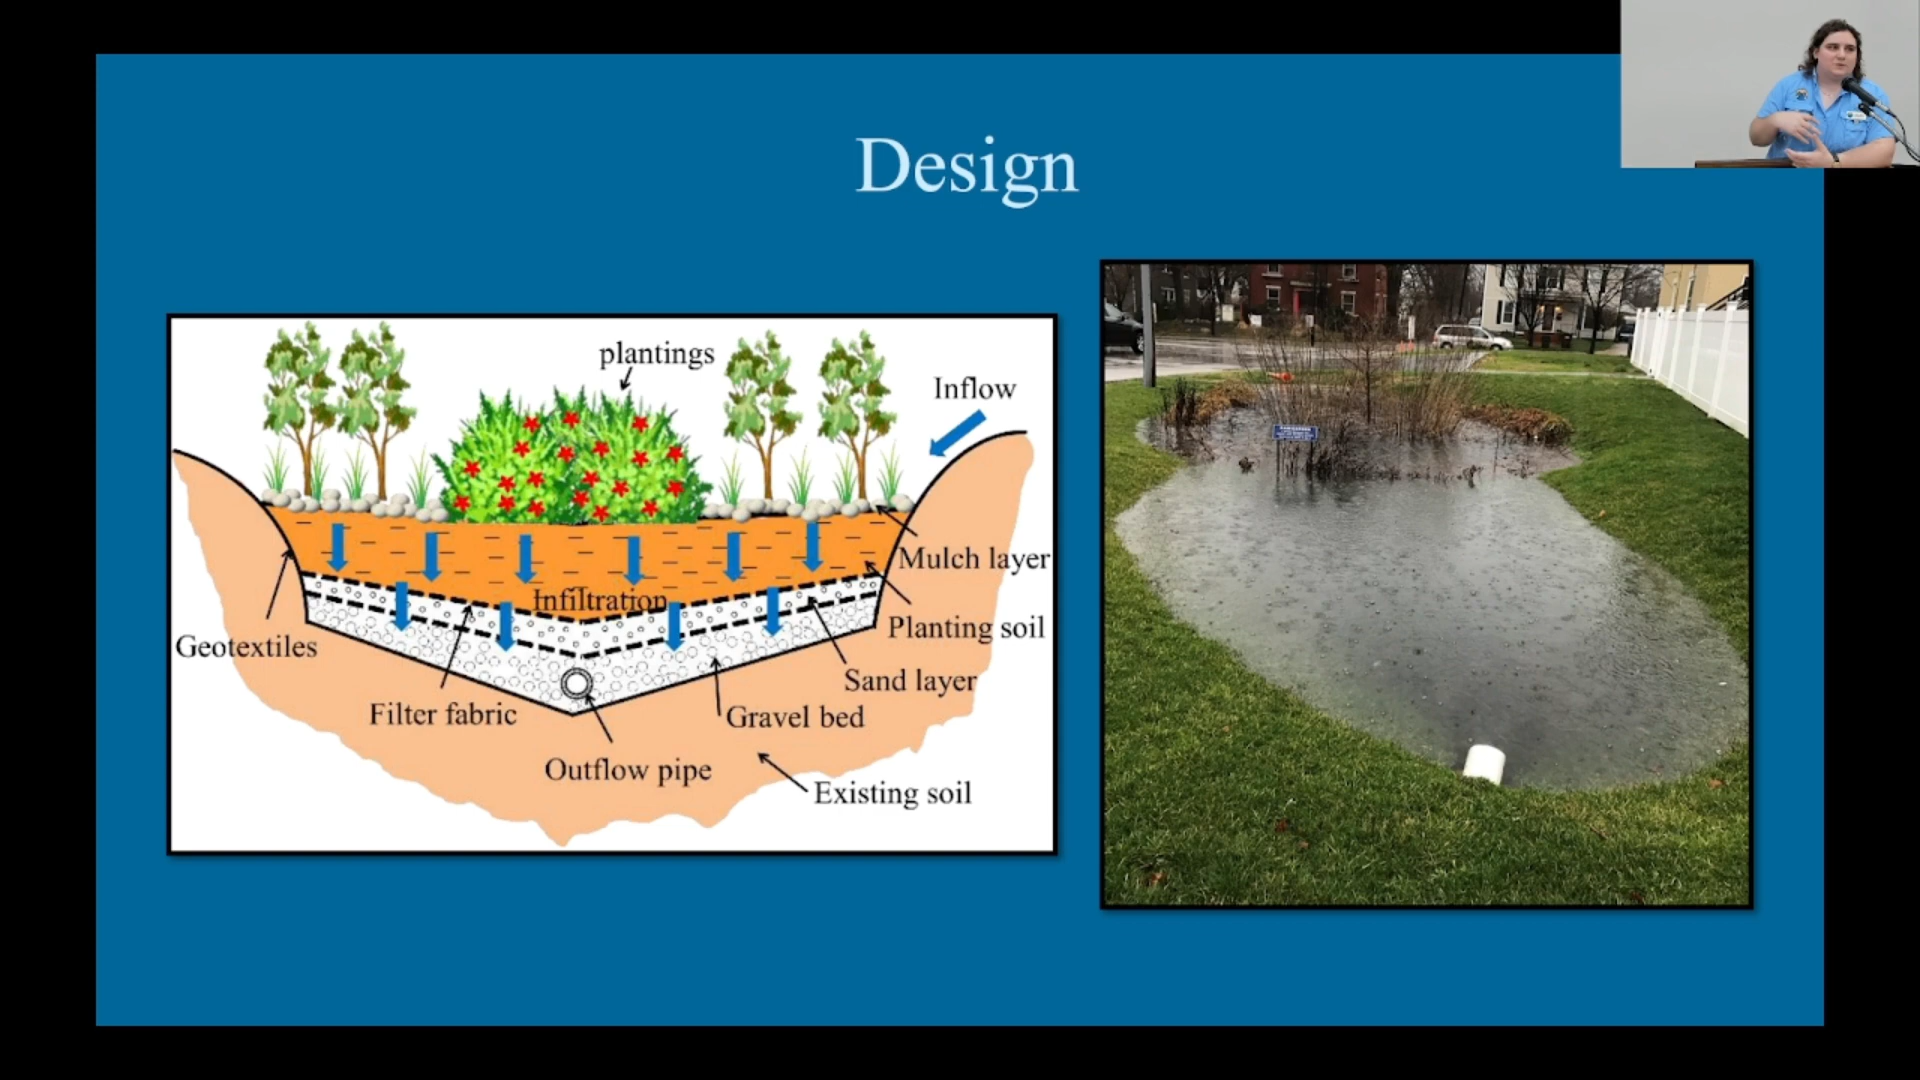 Design
plantings
Inflow
Mulch layer
Infiltration
Planting soil
Geotextiles
Sand layer
Filter fabric
Gravel bed
Outflow pipe
Existing soil